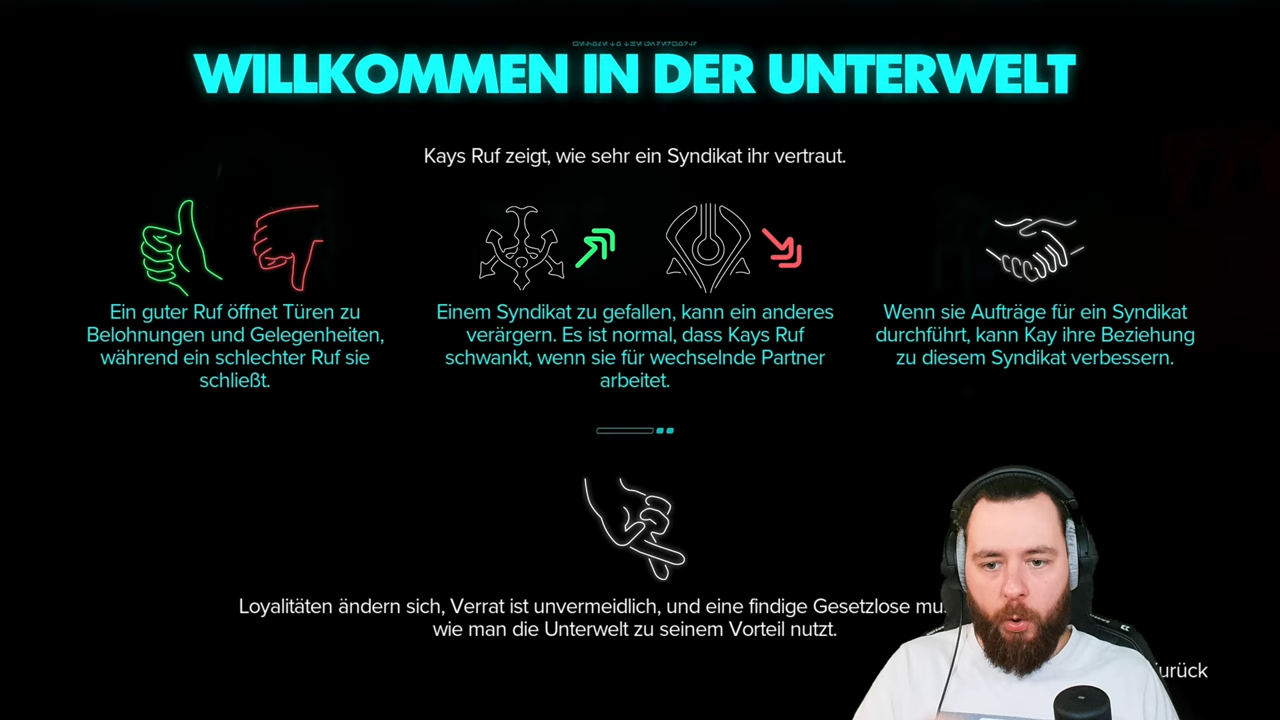 WILLKOMMEN IN DER UNTERWELT
Kays Ruf zeigt, wie sehr ein Syndikat ihr vertraut.
Ein guter Ruf öffnet Türen zu
Belohnungen und Gelegenheiten,
während ein schlechter Ruf sie
schließt.
Einem Syndikat zu gefallen, kann ein anderes
verärgern. Es ist normal, dass Kays Ruf
schwankt, wenn sie für wechselnde Partner
arbeitet.
Wenn sie Aufträge für ein Syndikat
durchführt, kann Kay ihre Beziehung
zu diesem Syndikat verbessern.
Loyalitäten ändern sich, Verrat ist unvermeidlich, und eine findige Gesetzlose
wie man die Unterwelt zu seinem Vorteil nutzt.